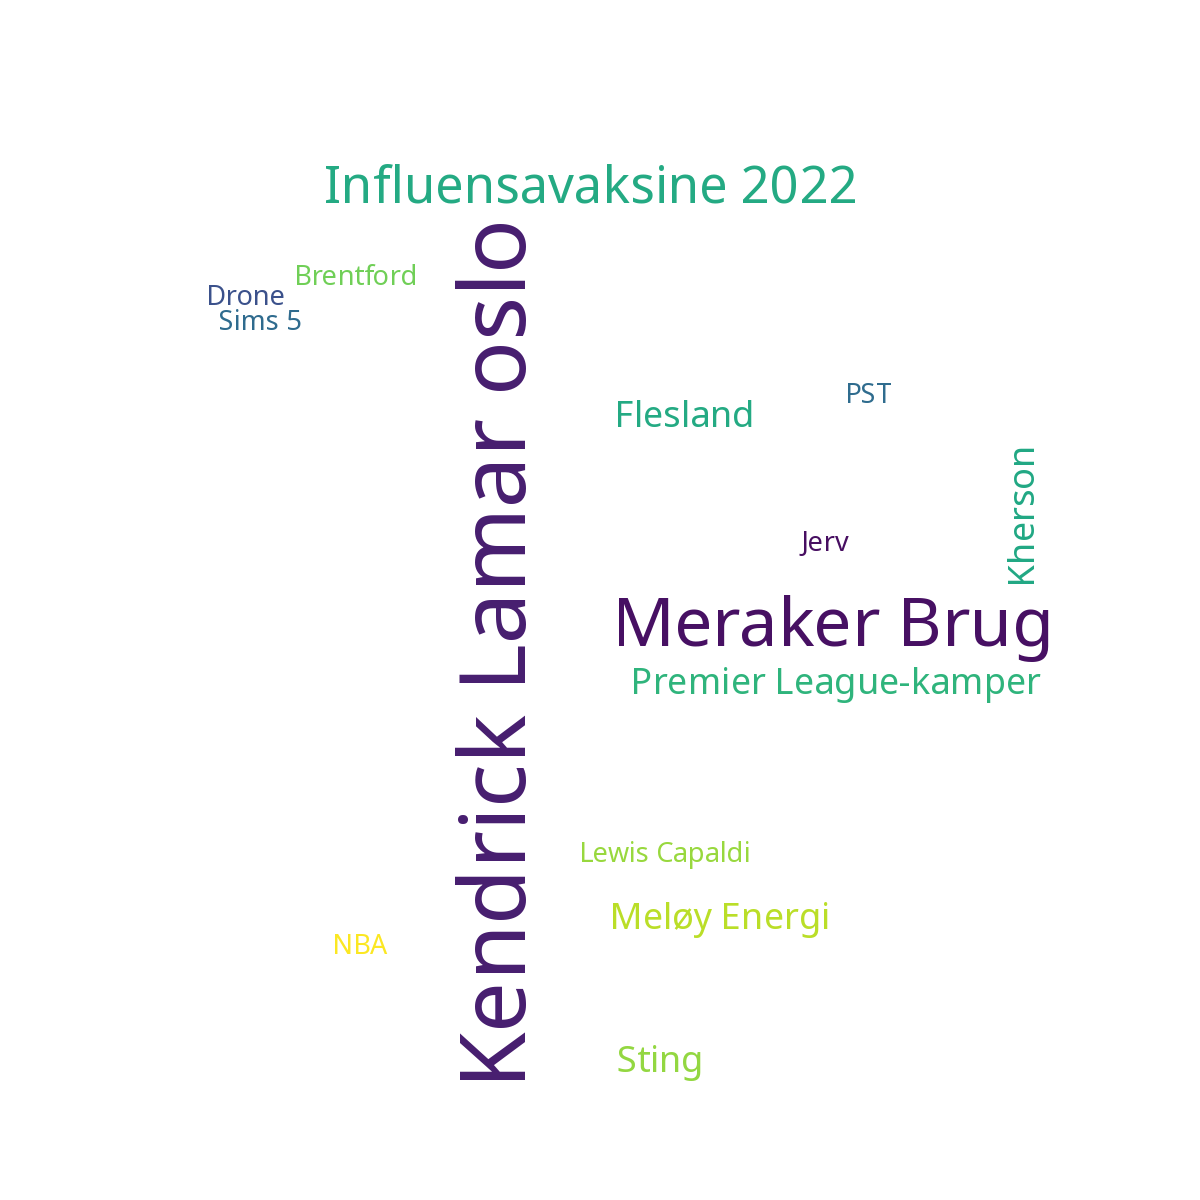 Influensavaksine 2022
Brentford
Drone
Sims 5
Kendrick Lamar oslo
PST
Flesland
Kherson
Jerv
Meraker Brug
Premier League-kamper
Lewis Capaldi
Meløy Energi
NBA
Sting